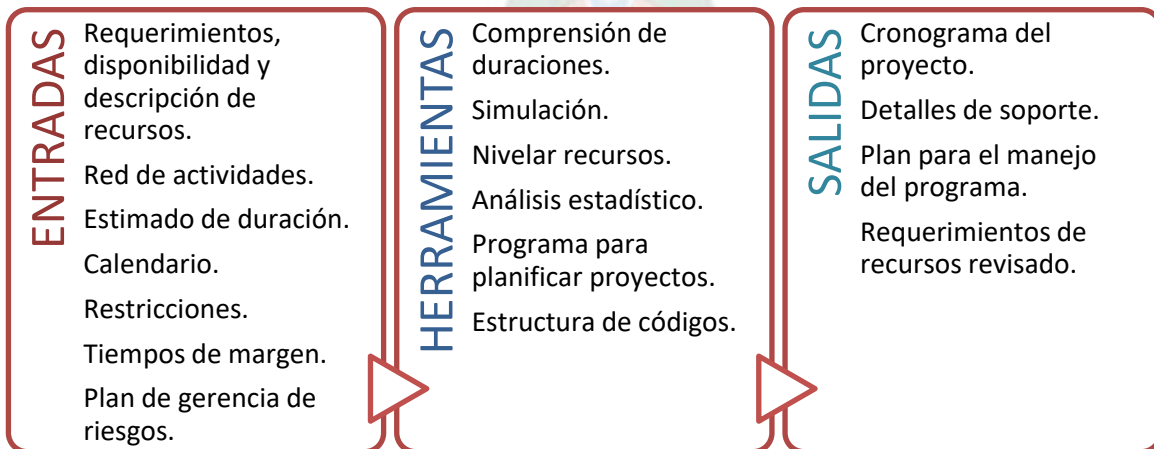 ENTRADAS
Requerimientos,
disponibilidad y
descripción de
recursos.
Red de actividades.
Estimado de duración.
Calendario.
Restricciones.
Tiempos de margen.
Plan de gerencia de
riesgos.
HERRAMIENTAS
Comprensión de
duraciones.
Simulación.
Nivelar recursos.
Análisis estadístico.
Programa para
planificar proyectos.
Estructura de códigos.
SALIDAS
Cronograma del
proyecto.
Detalles de soporte.
Plan para el manejo
del programa.
Requerimientos de
recursos revisado.